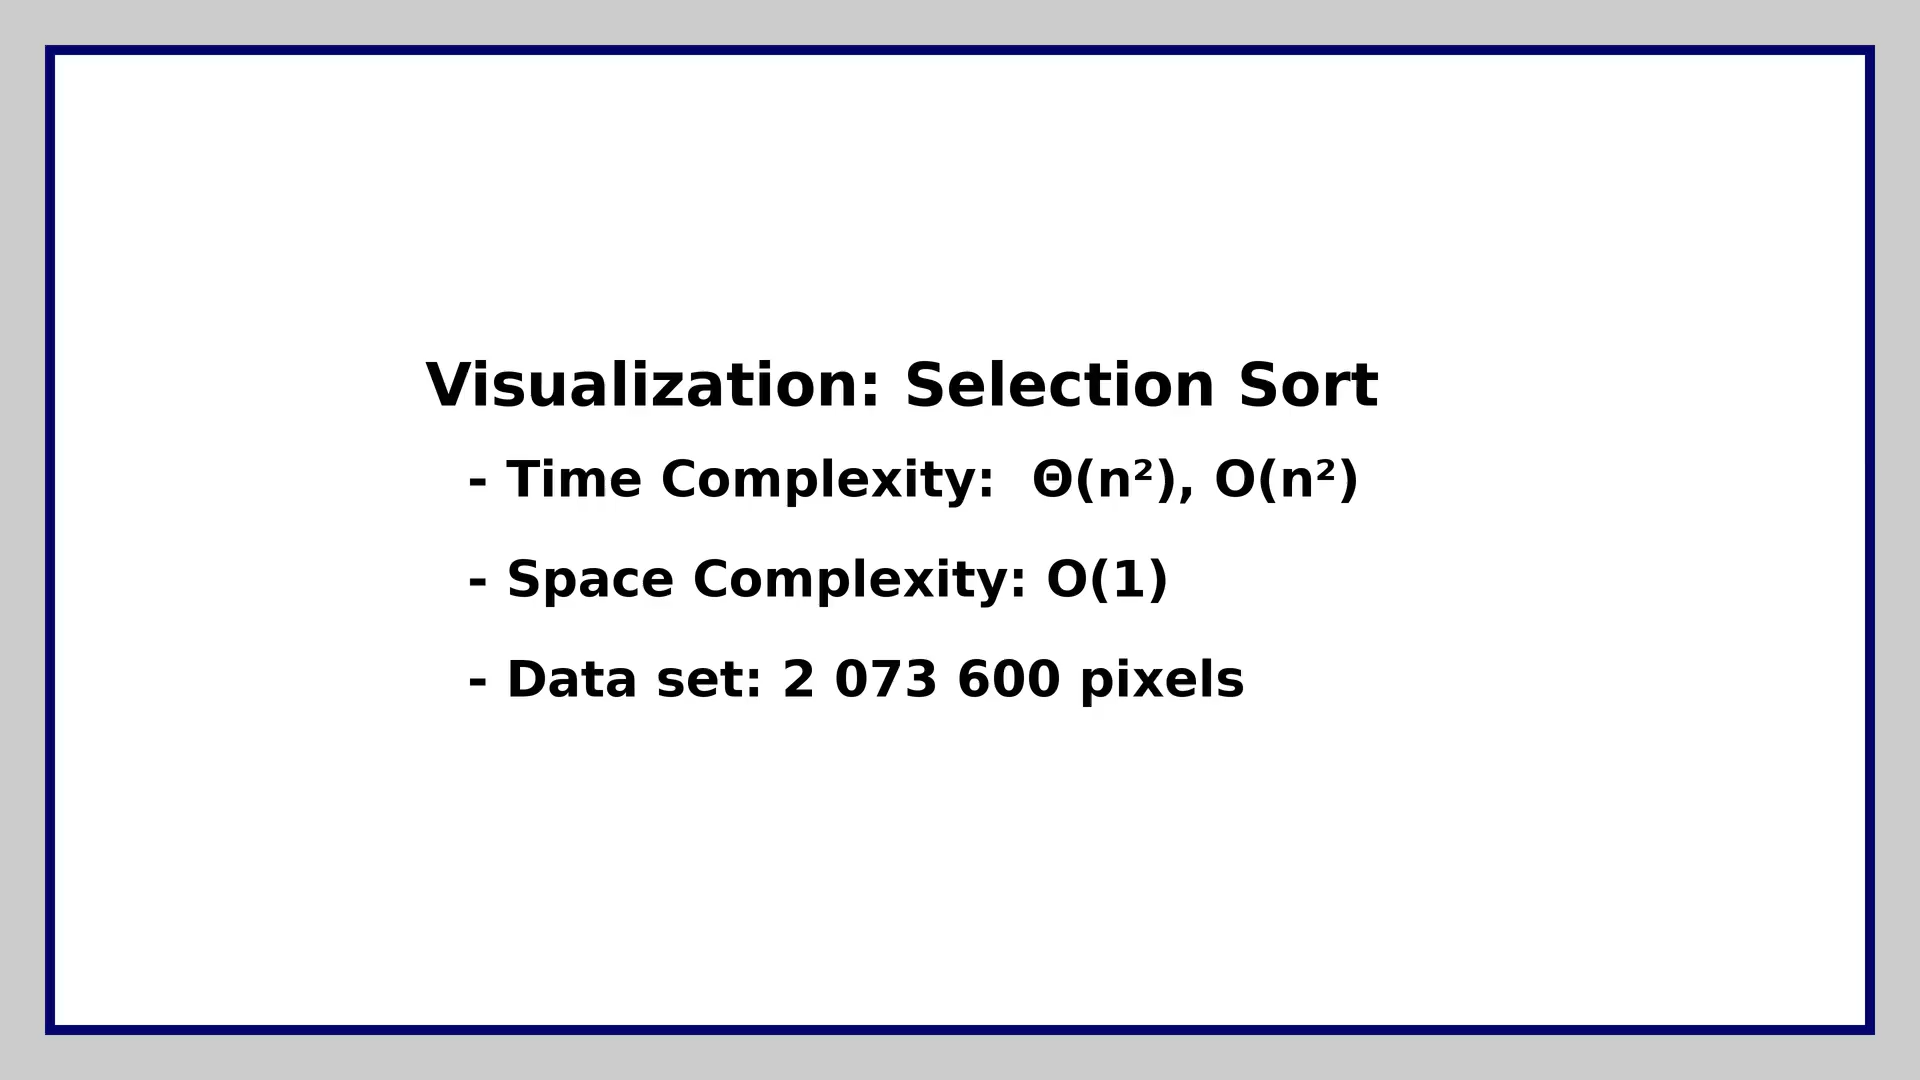 Visualization: Selection Sort
- Time Complexity:  Θ(n²), O(n²)
- Space Complexity: O(1)
- Data set: 2 073 600 pixels